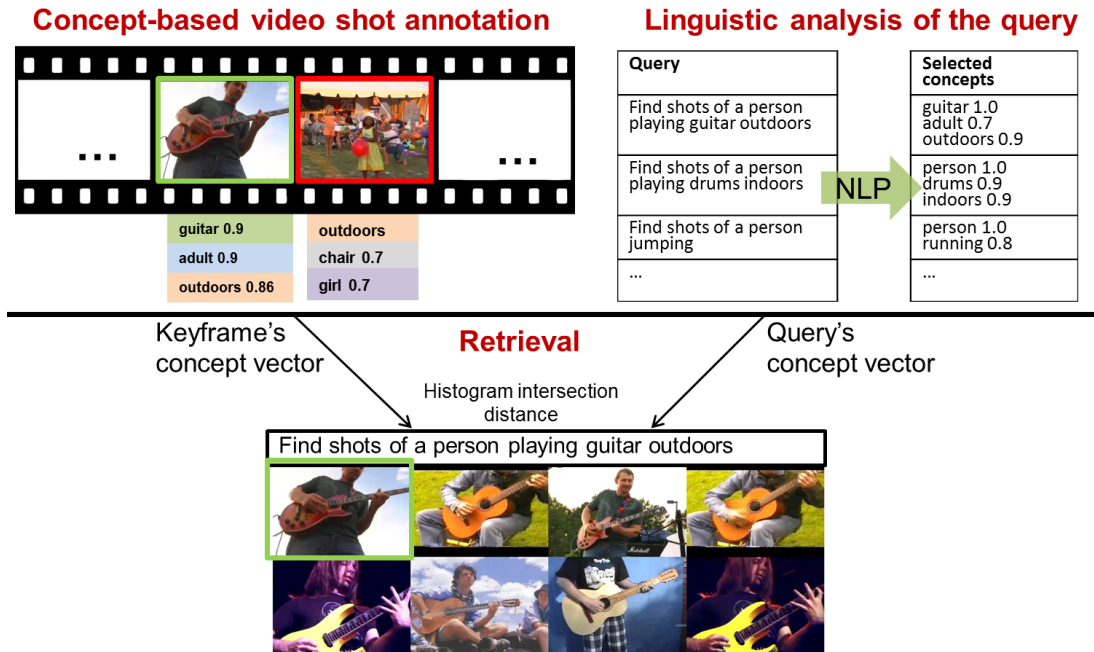 Concept-based video shot annotation
...
...
guitar 0.9
adult 0.9
outdoors 0.86
outdoors
chair 0.7
girl 0.7
Linguistic analysis of the query
Query
Find shots of a person
playing guitar outdoors
Find shots of a person
playing drums indoors
Find shots of a person
jumping
...
NLP
Selected
concepts
guitar 1.0
adult 0.7
outdoors 0.9
person 1.0
drums 0.9
indoors 0.9
person 1.0
running 0.8
...
Keyframe's
concept vector
Retrieval
Query's
concept vector
Histogram intersection
distance
Find shots of a person playing guitar outdoors
Marshall